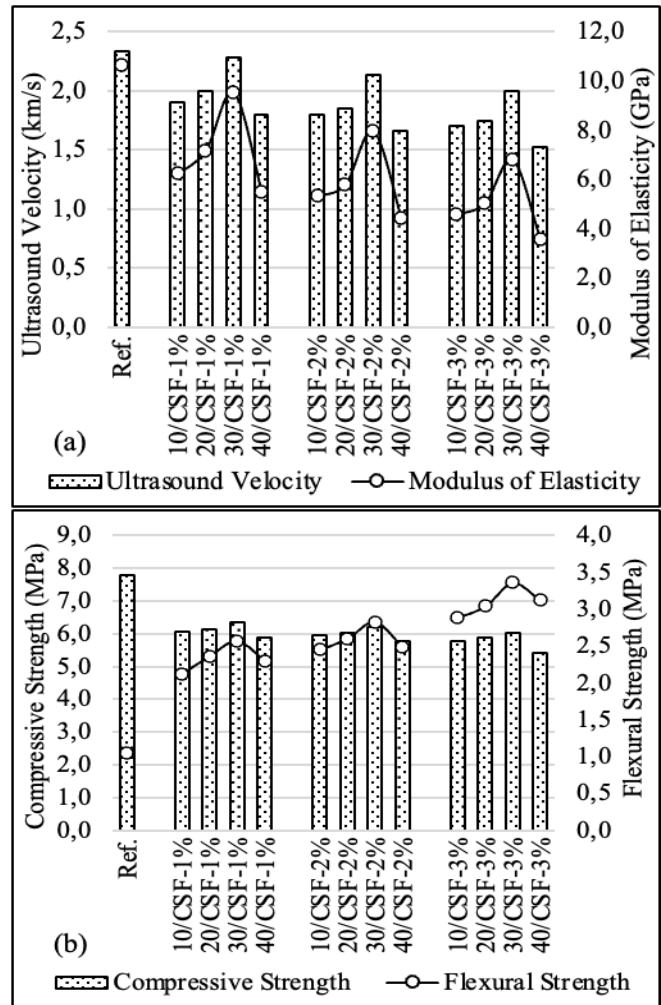 2,5
2,0
1,5
1,0
0,5
0,0
Ultrasound Velocity (km/s)
12,0
10,0
8,0
6,0
4,0
2,0
0,0
Modulus of Elasticity (GPa)
Ref.
10/CSF-1%
20/CSF-1%
30/CSF-1%
40/CSF-1%
10/CSF-2%
20/CSF-2%
30/CSF-2%
40/CSF-2%
10/CSF-3%
20/CSF-3%
30/CSF-3%
40/CSF-3%
(a)
Ultrasound Velocity
Modulus of Elasticity
9,0
8,0
7,0
6,0
5,0
4,0
3,0
2,0
1,0
0,0
Compressive Strength (MPa)
4,0
3,5
3,0
2,5
2,0
1,5
1,0
0,5
0,0
Flexural Strength (MPa)
Ref.
10/CSF-1%
20/CSF-1%
30/CSF-1%
40/CSF-1%
10/CSF-2%
20/CSF-2%
30/CSF-2%
40/CSF-2%
10/CSF-3%
20/CSF-3%
30/CSF-3%
40/CSF-3%
(b)
Compressive Strength
Flexural Strength